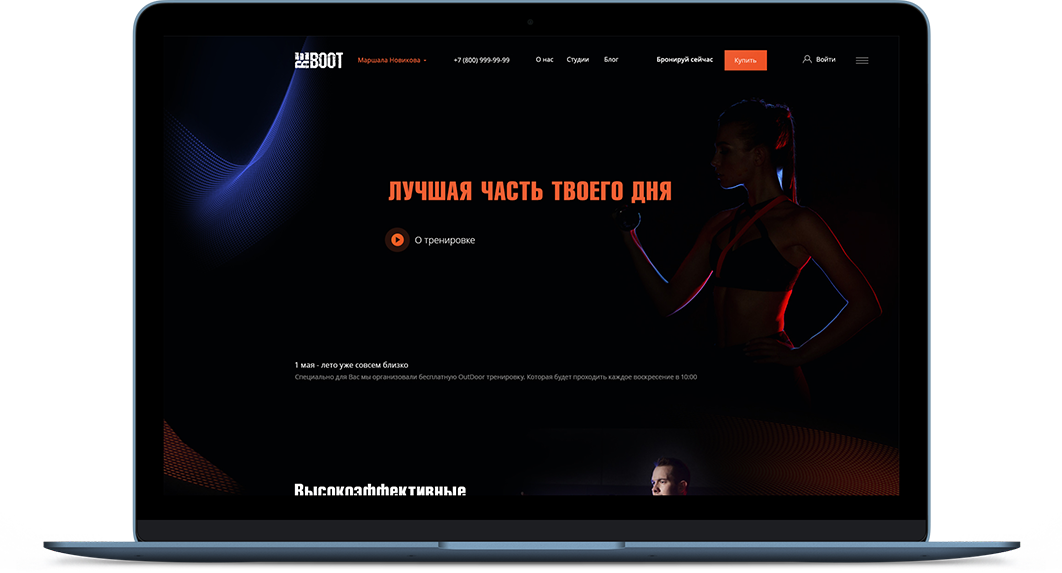 REBOOT
Маршала Новикова
+7 (800) 999-99-99
О нас
Студии
Блог
Бронируй сейчас
Купить
Войти
ЛУЧШАЯ ЧАСТЬ ТВОЕГО ДНЯ
О тренировке
1 мая - лето уже совсем близко
Специально для Вас мы организовали бесплатную OutDoor тренировку. Которая будет проходить каждое воскресение в 10:00
Высокоэффективные